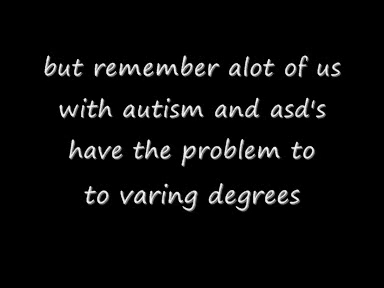 but remember alot of us
with autism and asd's
have the problem to
to varing degrees